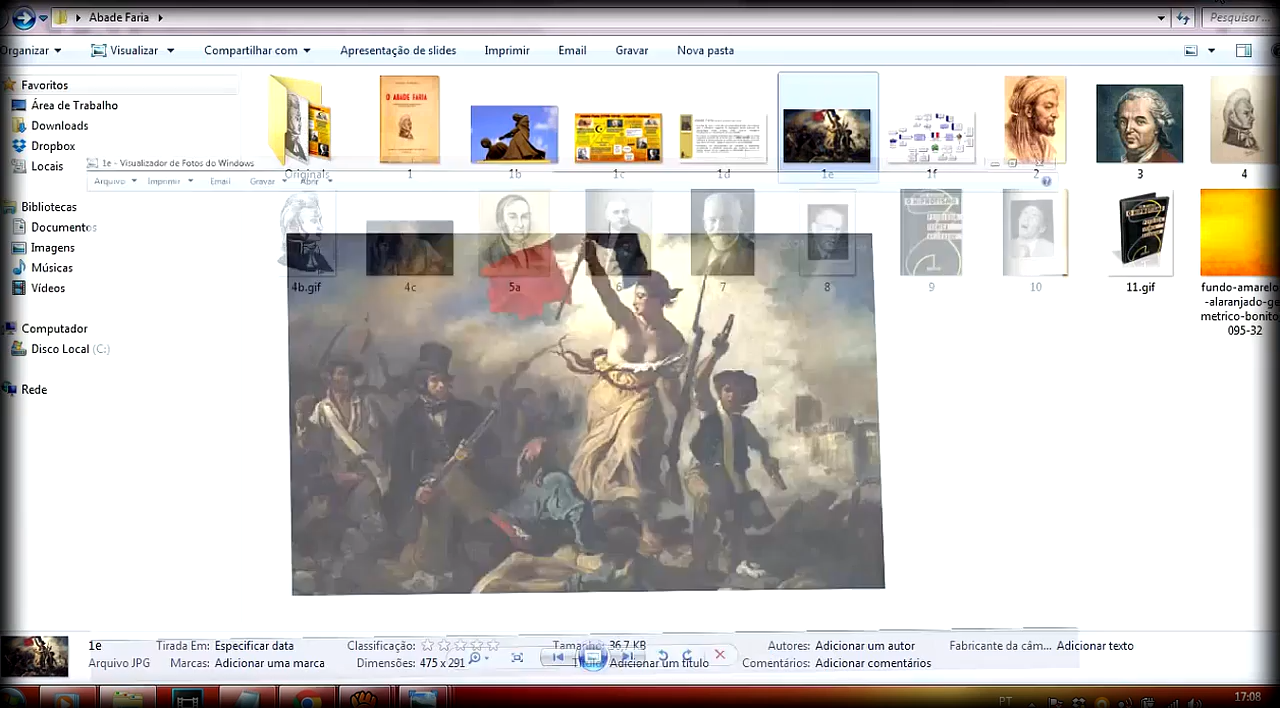 Abade Faria
Pesquisar...
Organizar
Visualizar
Compartilhar com
Apresentação de slides
Imprimir
Email
Gravar
Nova pasta
Favoritos
Área de Trabalho
Downloads
Dropbox
Locais
Bibliotecas
Documentos
Imagens
Músicas
Vídeos
Computador
Disco Local (C:)
Rede
O ABADE FARIA
Originals
1
1b
1c
1d
1e
1f
2
3
4
1e - Visualizador de Fotos do Windows
Arquivo
Imprimir
Email
Gravar
Abrir
4b.gif
4c
5a
6
7
8
9
10
11.gif
fundo-amarelo
-alaranjado-ge
metrico-bonito
095-32
O HIPNOTISMO
1e
Tirada Em: Especificar data
Classificação:
Tamanho: 36,7 KB
Autores: Adicionar um autor
Fabricante da câm... Adicionar texto
Arquivo JPG
Marcas: Adicionar uma marca
Dimensões: 475 x 291
Título: Adicionar um título
Comentários: Adicionar comentários
PT
17:08